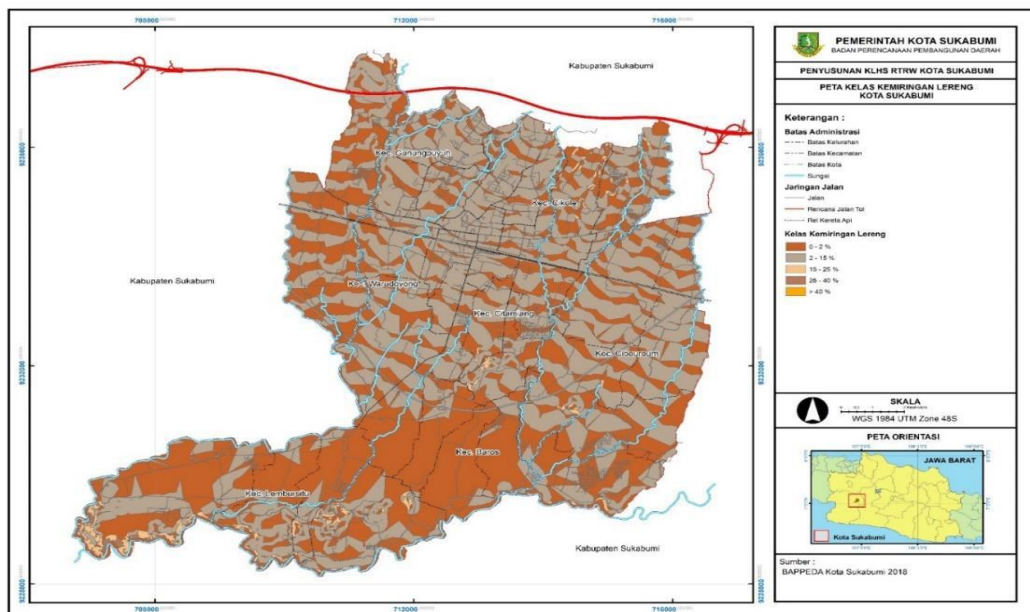 PEMERINTAH KOTA SUKABUMI
BADAN PERENCANAAN PEMBANGUNAN DAERAH
PENYUSUNAN KLHS RTRW KOTA SUKABUMI
PETA KELAS KEMIRINGAN LERENG
KOTA SUKABUMI
Keterangan :
Batas Administrasi
Batas Kelurahan
Batas Kecamatan
Batas Kota
Sungai
Jaringan Jalan
Jalan
Rencana Jalan Tol
Rel Kereta Api
Kelas Kemiringan Lereng
0 - 2 %
2 - 15 %
15 - 25 %
> 40 %
SKALA
WGS 1984 UTM Zone 48S
PETA ORIENTASI
JAWA BARAT
Kota Sukabumi
Sumber :
BAPPEDA Kota Sukabumi 2018
712000
716000
712000
716000
9232000
9232000
Kabupaten Sukabumi
Kabupaten Sukabumi
Kabupaten Sukabumi
Kec. Gunungpuyuh
Kec. Cikole
Kec. Warudoyong
Kec. Citamiang
Kec. Cibeureum
Kec. Baros
Kec. Lembursitu